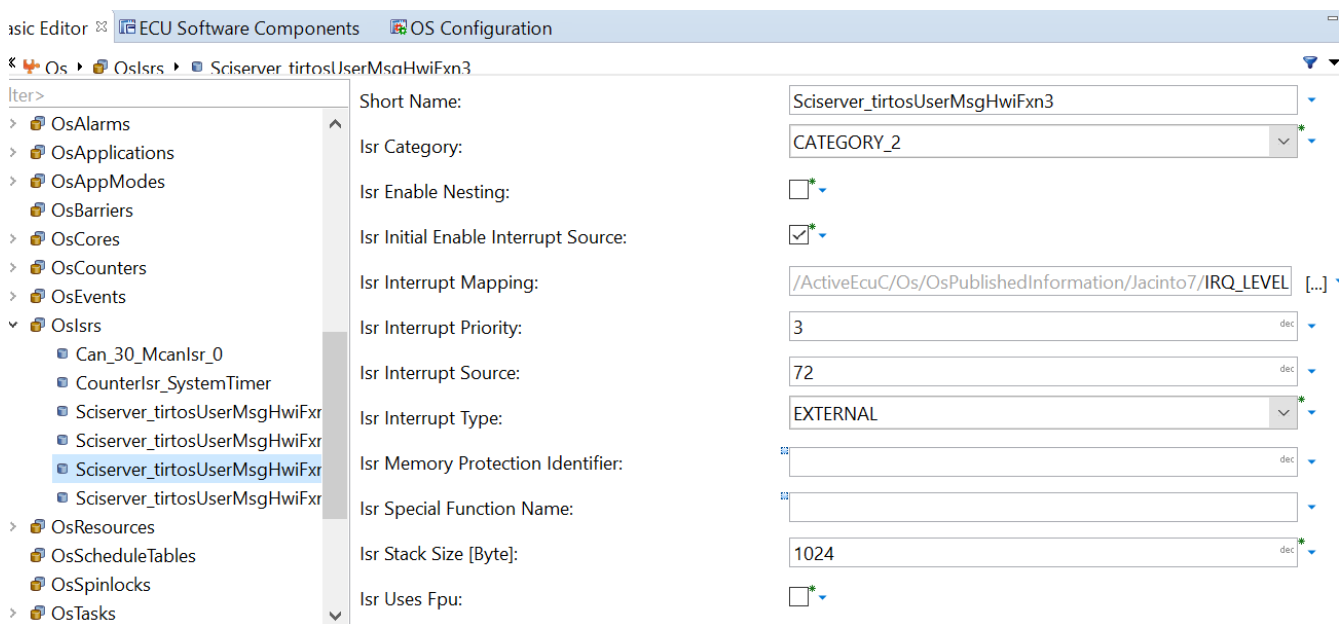 asic Editor ECU Software Components OS Configuration
Os OsIsrs Sciserver_tirtosUserMsgHwiFxn3
lter>
OsAlarms
OsApplications
OsAppModes
OsBarriers
OsCores
OsCounters
OsEvents
OsIsrs
Can_30_McanIsr_0
CounterIsr_SystemTimer
Sciserver_tirtosUserMsgHwiFxr
Sciserver_tirtosUserMsgHwiFxr
Sciserver_tirtosUserMsgHwiFxr
Sciserver_tirtosUserMsgHwiFxr
OsResources
OsScheduleTables
OsSpinlocks
OsTasks
Short Name: Sciserver_tirtosUserMsgHwiFxn3
Isr Category: CATEGORY_2
Isr Enable Nesting:
Isr Initial Enable Interrupt Source:
Isr Interrupt Mapping: /ActiveEcuC/Os/OsPublishedInformation/Jacinto7/IRQ_LEVEL [...]
Isr Interrupt Priority: 3 dec
Isr Interrupt Source: 72 dec
Isr Interrupt Type: EXTERNAL
Isr Memory Protection Identifier: dec
Isr Special Function Name:
Isr Stack Size [Byte]: 1024 dec
Isr Uses Fpu: